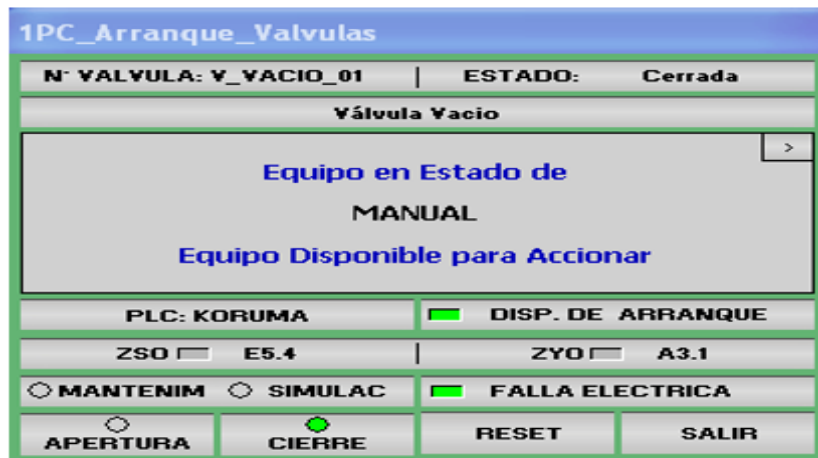 1PC_Arranque_Valvulas
N° VALVULA: V_VACIO_01 | ESTADO: Cerrada
Válvula Vacio
>
Equipo en Estado de
MANUAL
Equipo Disponible para Accionar
PLC: KORUMA DISP. DE ARRANQUE
ZSO E5.4 | ZYO A3.1
MANTENIM SIMULAC FALLA ELECTRICA
APERTURA CIERRE RESET SALIR